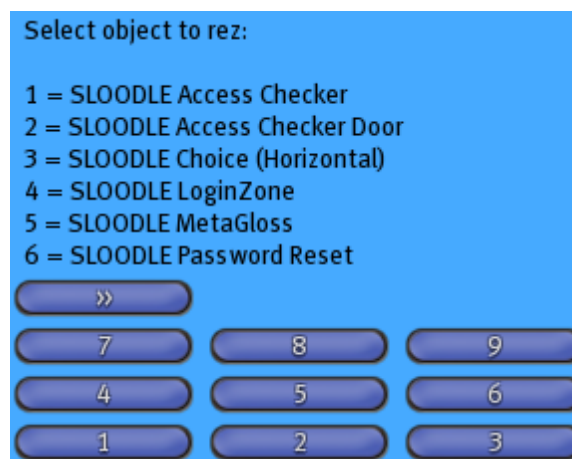 Select object to rez:
1 = SLOODLE Access Checker
2 = SLOODLE Access Checker Door
3 = SLOODLE Choice (Horizontal)
4 = SLOODLE LoginZone
5 = SLOODLE MetaGloss
6 = SLOODLE Password Reset
»
7 8 9
4 5 6
1 2 3